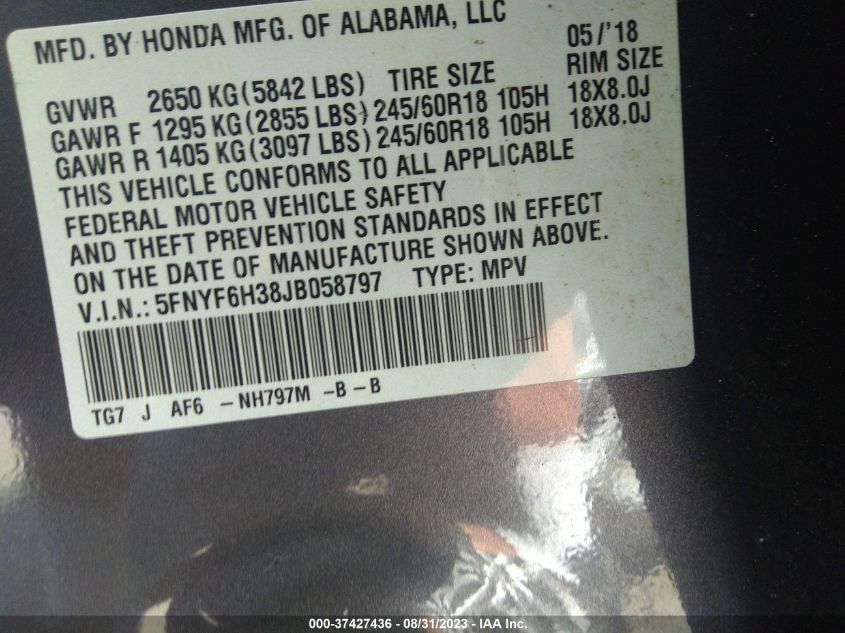 MFD. BY HONDA MFG. OF ALABAMA, LLC 05/'18
GVWR 2650 KG(5842 LBS) TIRE SIZE RIM SIZE
GAWR F 1295 KG(2855 LBS) 245/60R18 105H 18X8.0J
GAWR R 1405 KG(3097 LBS) 245/60R18 105H 18X8.0J
THIS VEHICLE CONFORMS TO ALL APPLICABLE
FEDERAL MOTOR VEHICLE SAFETY
AND THEFT PREVENTION STANDARDS IN EFFECT
ON THE DATE OF MANUFACTURE SHOWN ABOVE.
V.I.N.: 5FNYF6H38JB058797 TYPE: MPV
TG7 J AF6 -NH797M -B-B
000-37427436 - 08/31/2023 - IAA Inc.